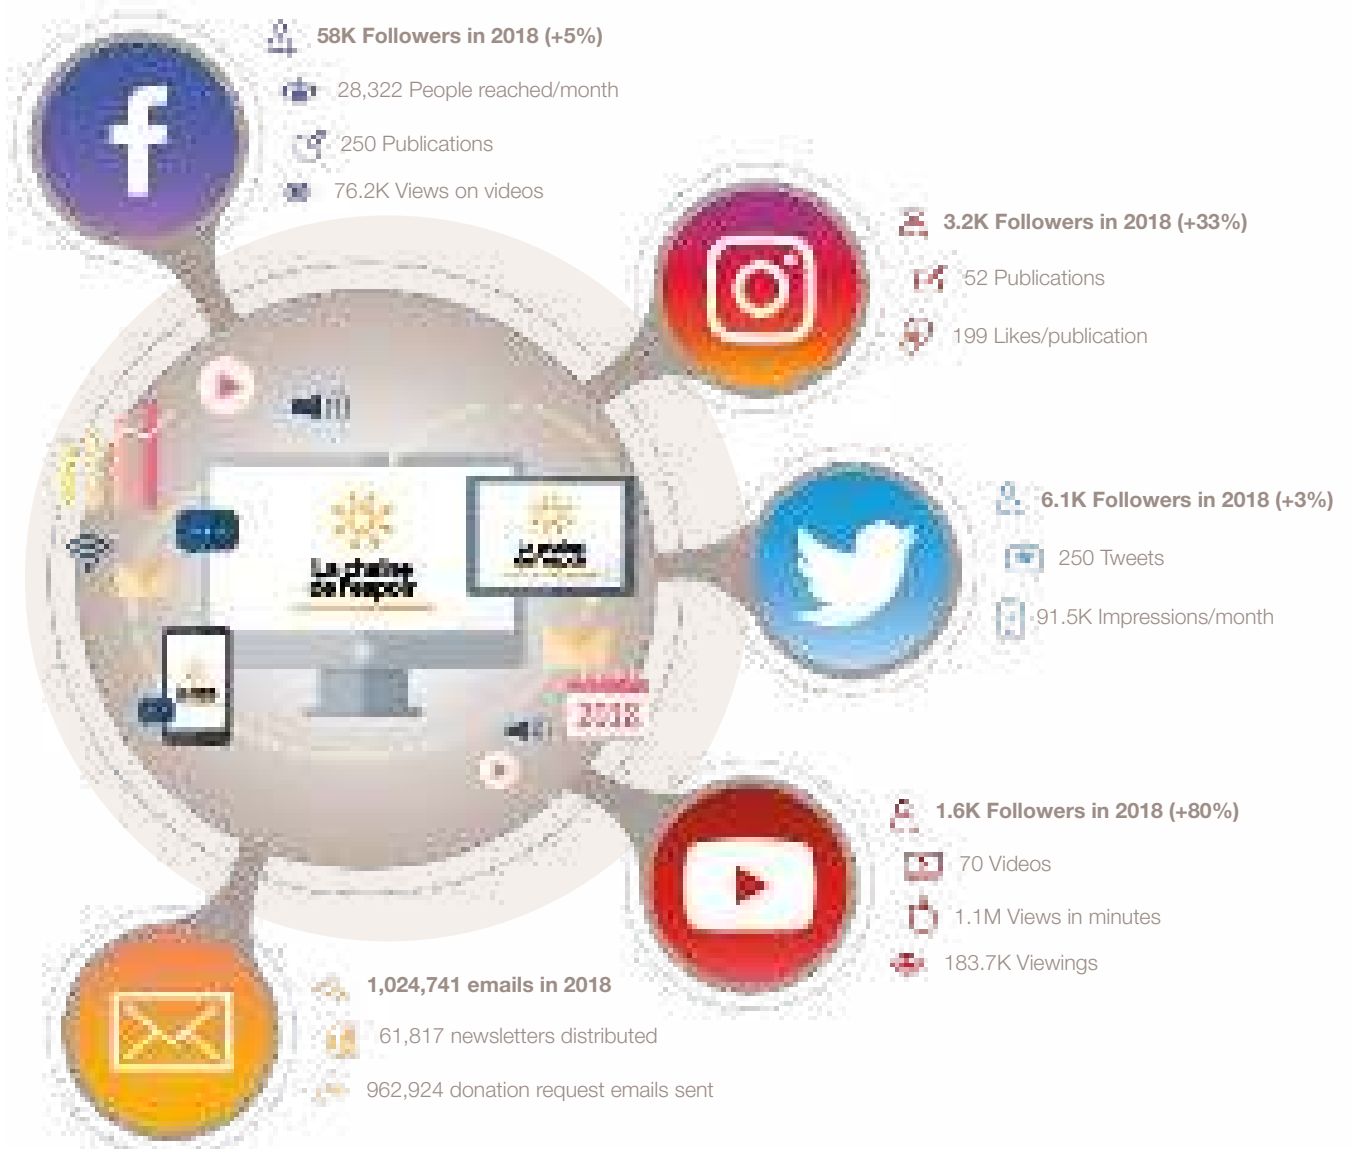 58K Followers in 2018 (+5%)
28,322 People reached/month
250 Publications
76.2K Views on videos
3.2K Followers in 2018 (+33%)
52 Publications
199 Likes/publication
6.1K Followers in 2018 (+3%)
250 Tweets
91.5K Impressions/month
La chaîne
de l'espoir
La chaîne
de l'espoir
2018
1.6K Followers in 2018 (+80%)
70 Videos
1.1M Views in minutes
183.7K Viewings
1,024,741 emails in 2018
61,817 newsletters distributed
962,924 donation request emails sent